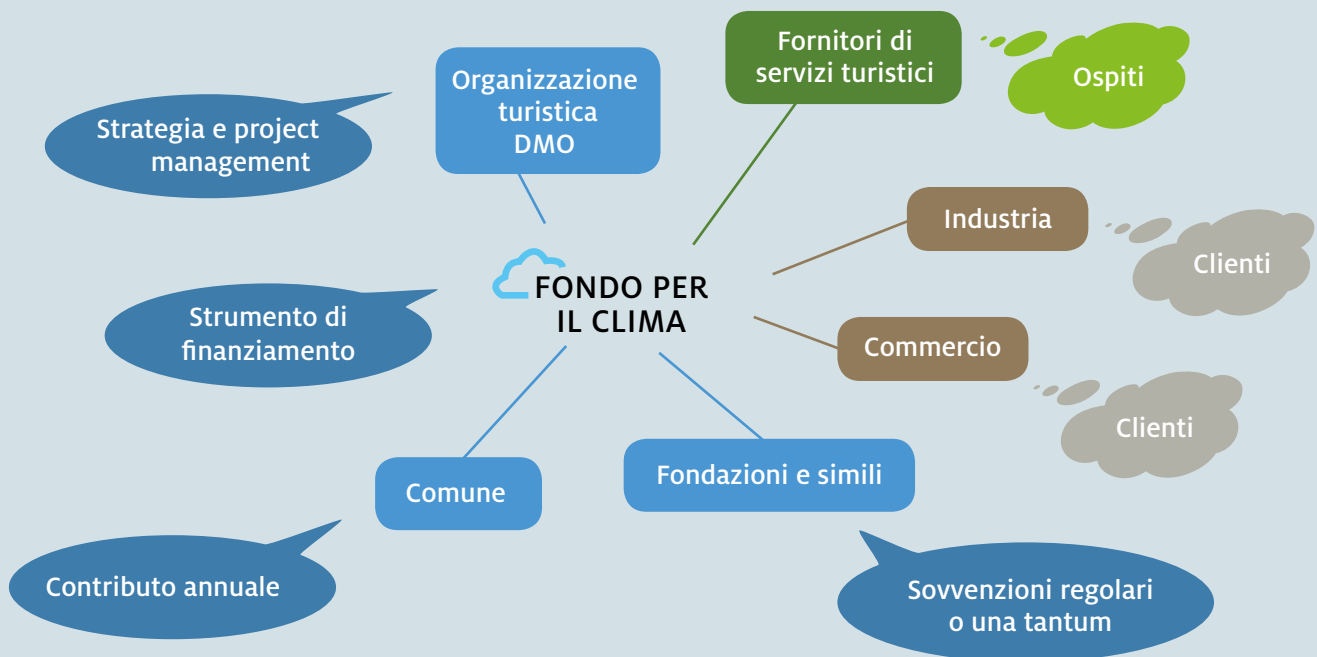 Fornitori di
servizi turistici
Ospiti
Organizzazione
turistica
DMO
Strategia e project
management
Industria
Clienti
FONDO PER
IL CLIMA
Strumento di
finanziamento
Commercio
Clienti
Comune
Fondazioni e simili
Contributo annuale
Sovvenzioni regolari
o una tantum